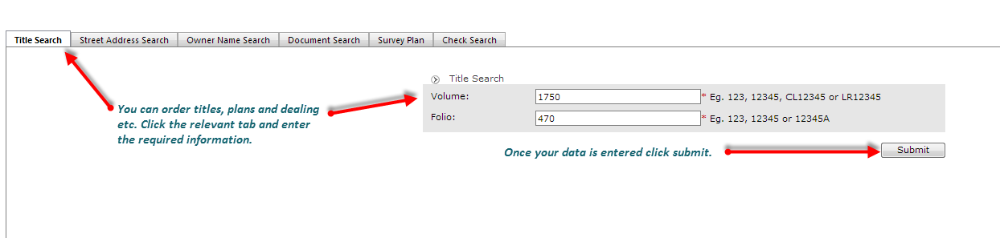 Title Search Street Address Search Owner Name Search Document Search Survey Plan Check Search
Title Search
Volume: 1750 * Eg. 123, 12345, CL12345 or LR12345
Folio: 470 * Eg. 123, 12345 or 12345A
You can order titles, plans and dealing
etc. Click the relevant tab and enter
the required information.
Once your data is entered click submit.
Submit